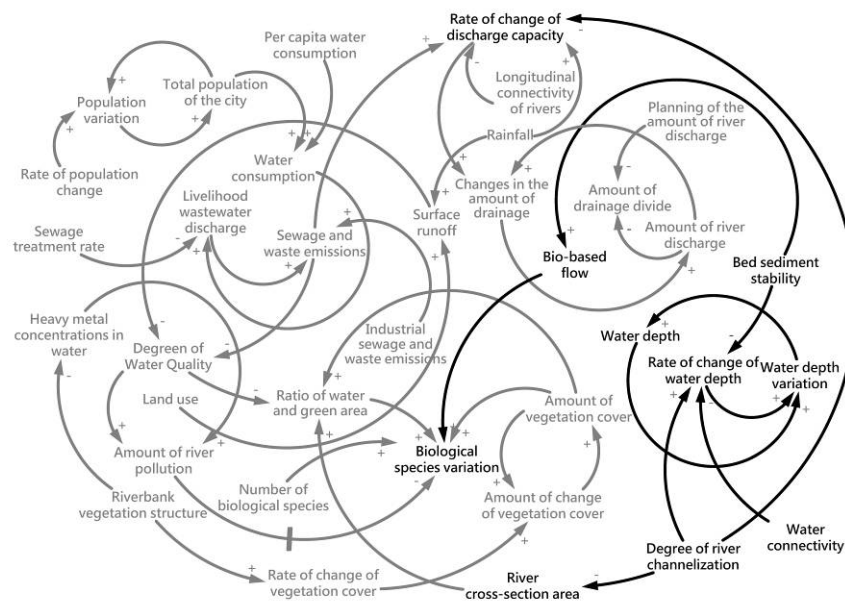 Rate of change of
discharge capacity
Per capita water
consumption
Total population
of the city
Population
variation
Longitudinal
connectivity
of rivers
Planning of the
amount of river
discharge
Rainfall
Rate of population
change
Water
consumption
Livelihood
wastewater
discharge
Changes in the
amount of
drainage
Amount of
drainage divide
Sewage
treatment rate
Sewage and
waste emissions
Surface
runoff
Amount of river
discharge
Bio-based
flow
Bed sediment
stability
Heavy metal
concentrations in
water
Industrial
sewage and
waste emissions
Water depth
Degreen of
Water Quality
Rate of change of
water depth
Water depth
variation
Land use
Ratio of water
and green area
Amount of
vegetation cover
Amount of river
pollution
Biological
species variation
Riverbank
vegetation structure
Number of
biological species
Amount of change
of vegetation cover
Water
connectivity
Degree of river
channelization
Rate of change of
vegetation cover
River
cross-section area